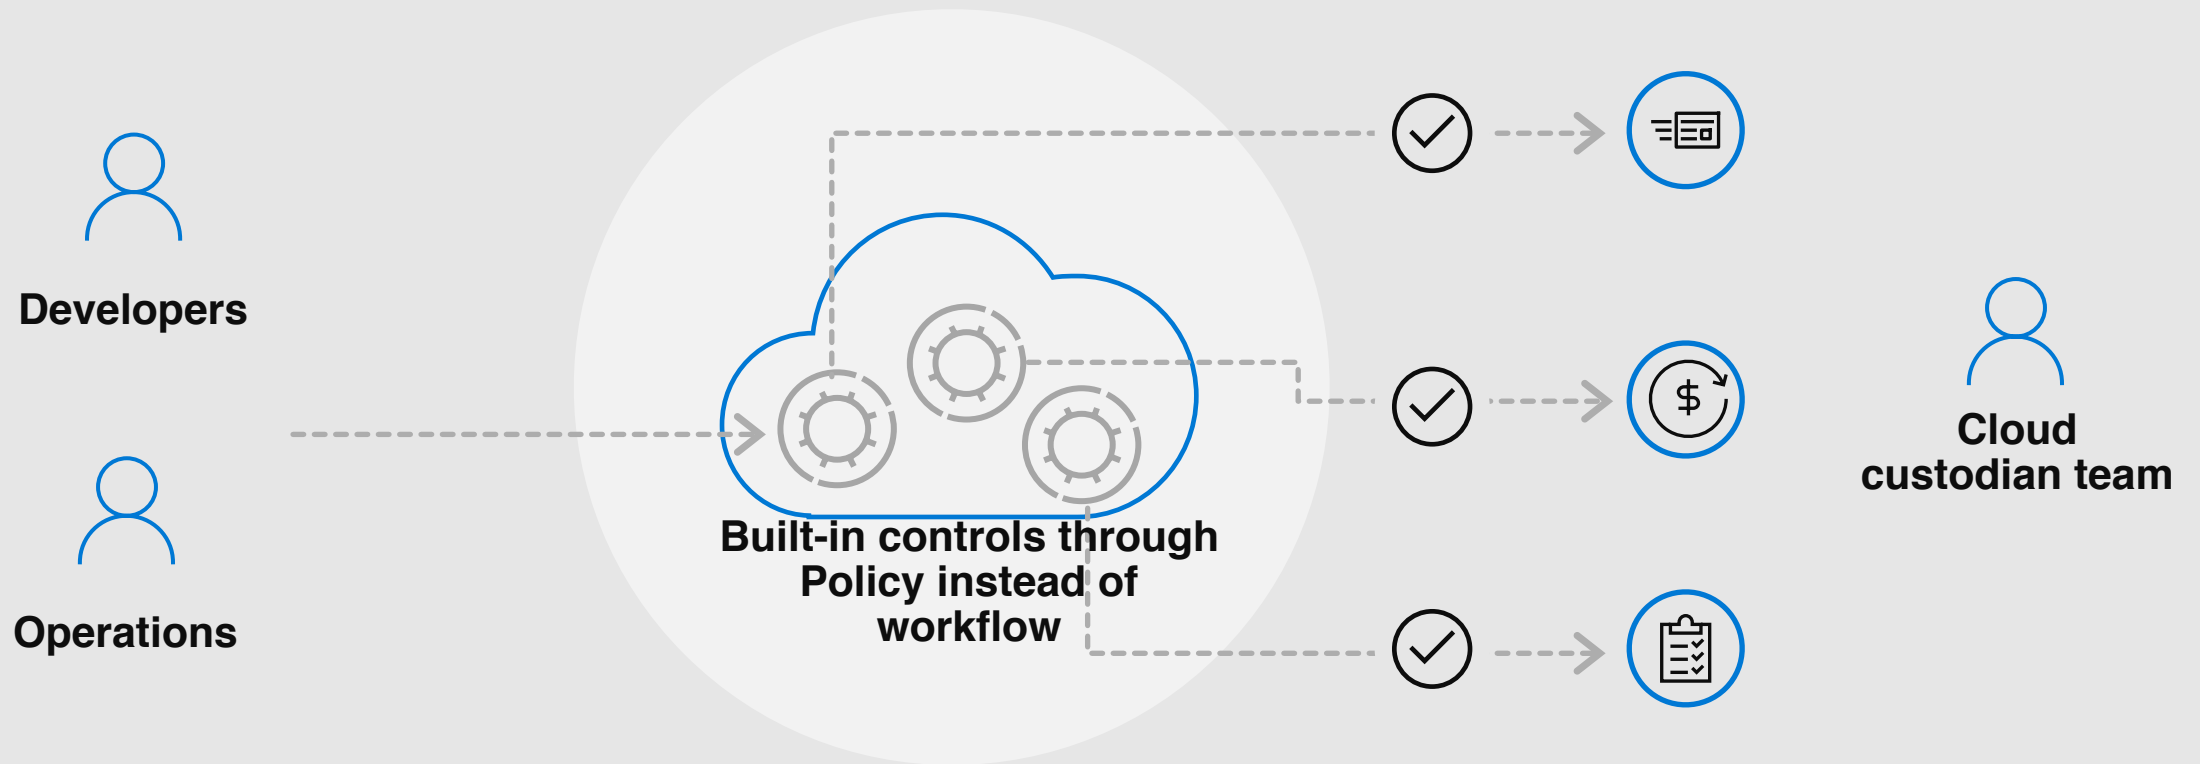 Developers
Operations
Built-in controls through
Policy instead of
workflow
$
Cloud
custodian team